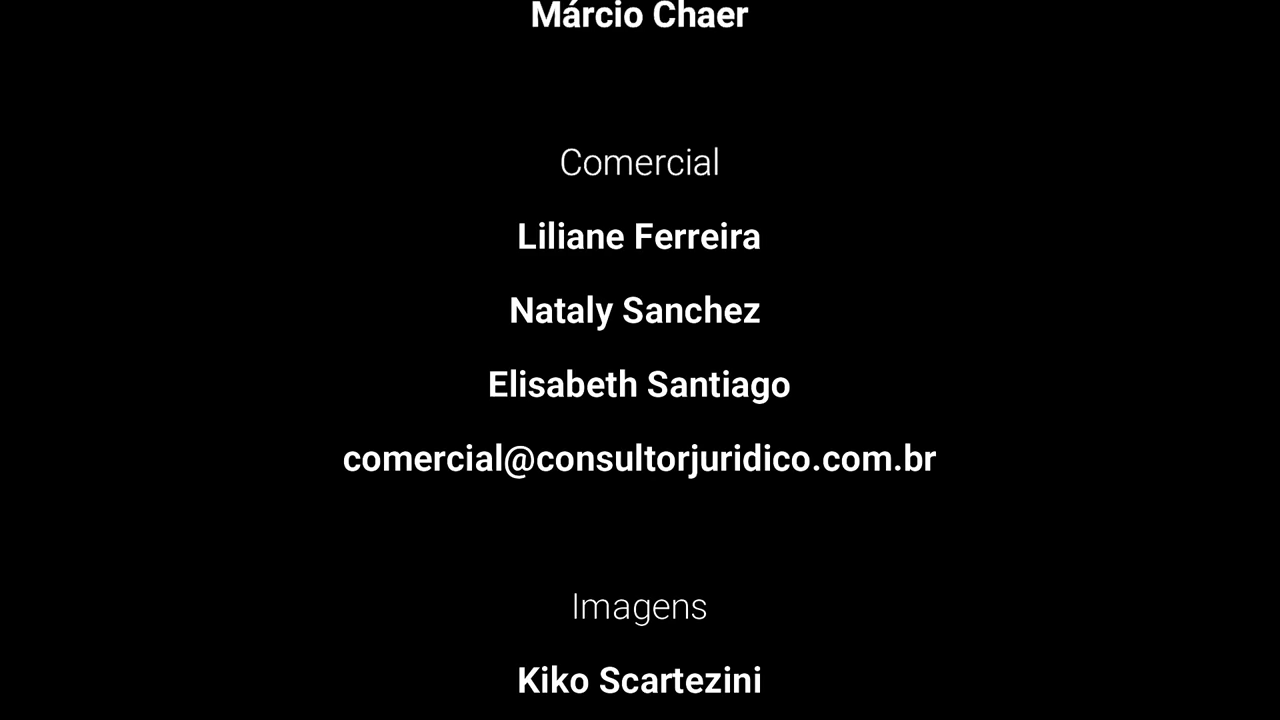 Márcio Chaer
Comercial
Liliane Ferreira
Nataly Sanchez
Elisabeth Santiago
comercial@consultorjuridico.com.br
Imagens
Kiko Scartezini